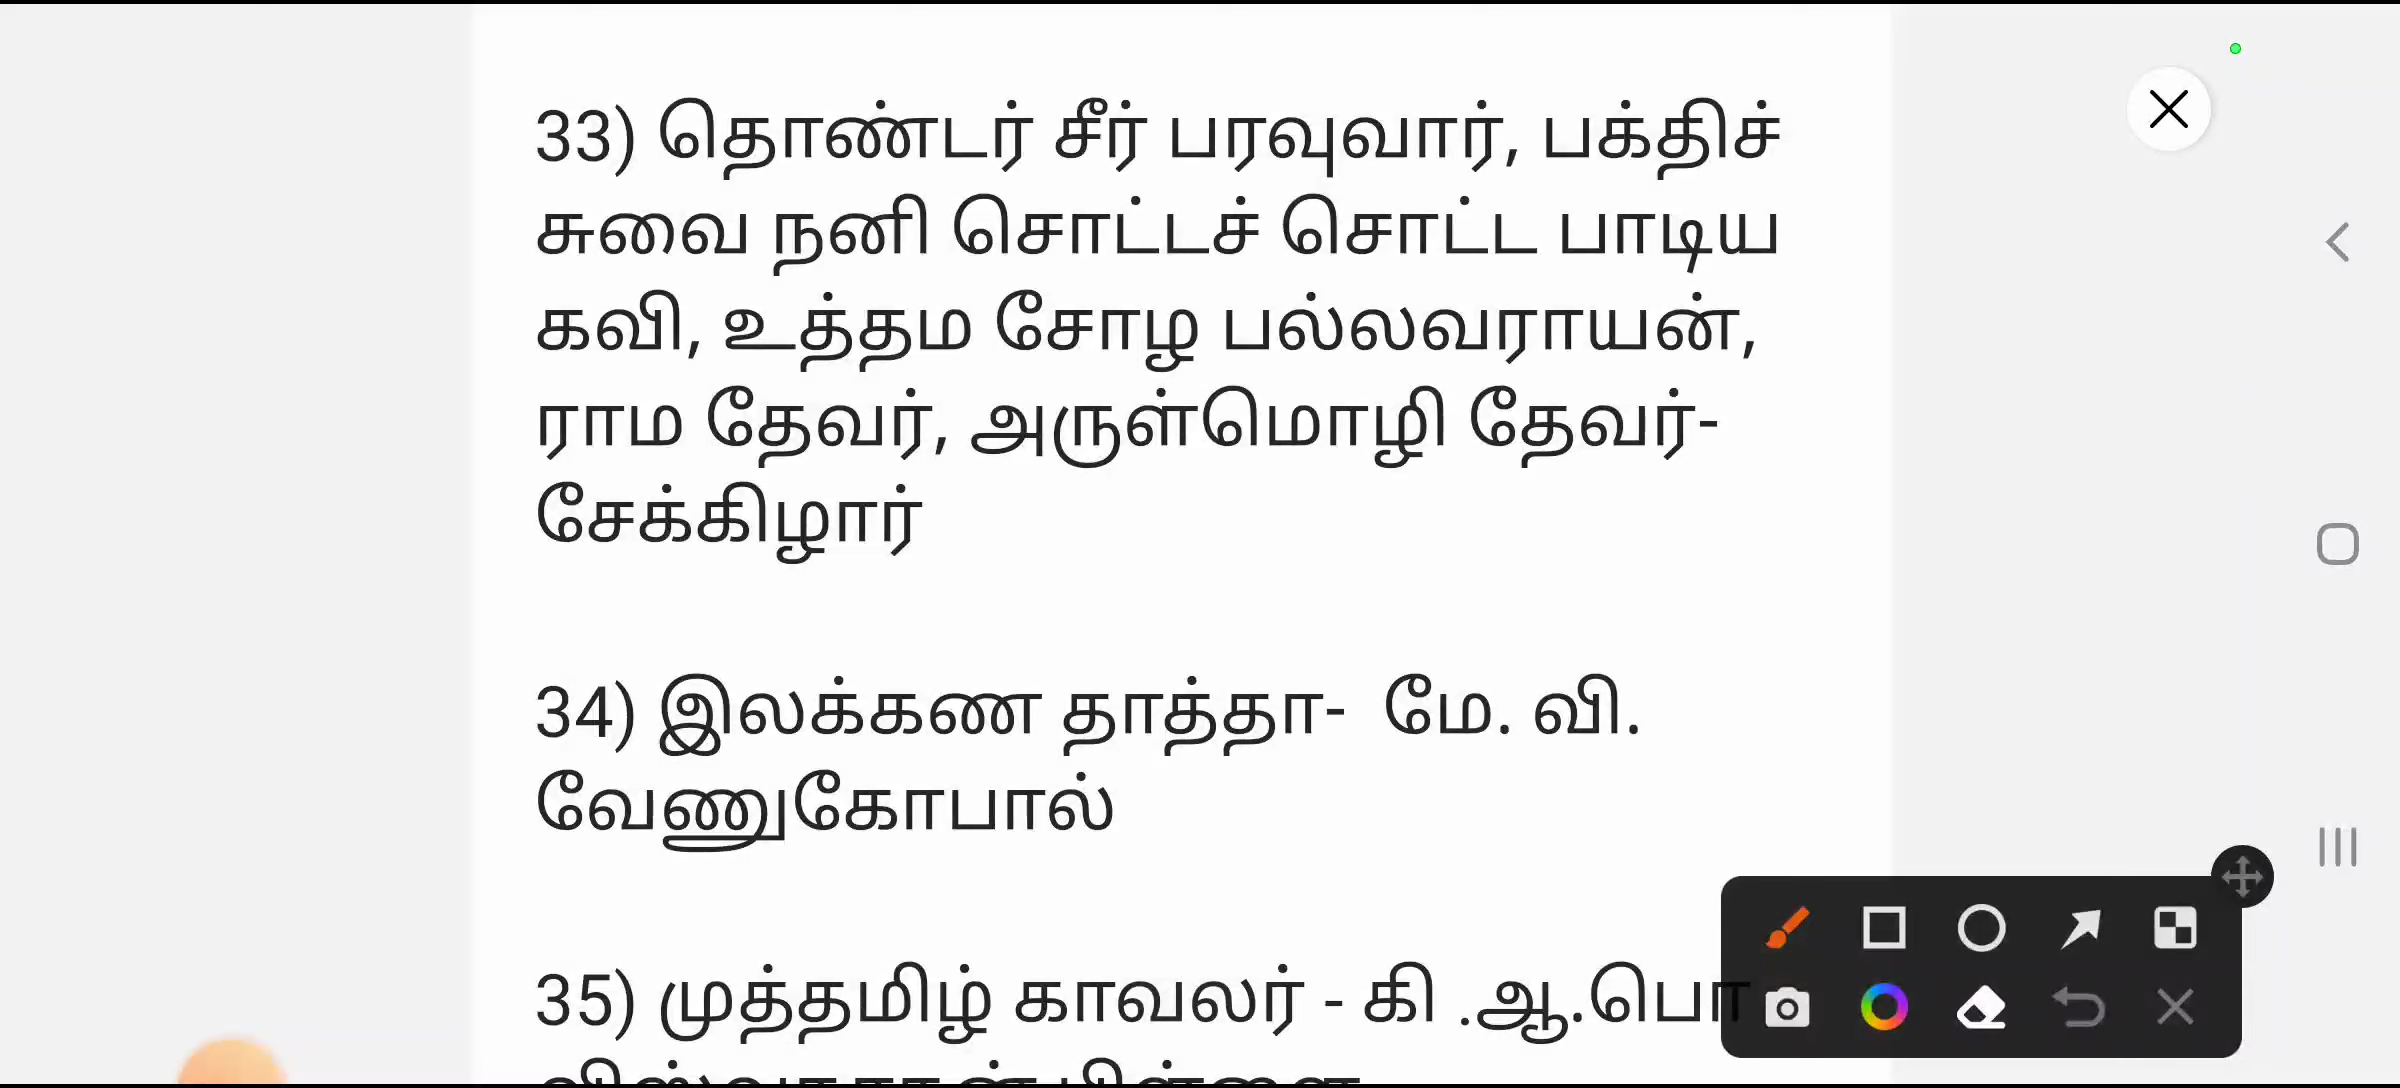 33) தொண்டர் சீர் பரவுவார், பக்திச்
சுவை நனி சொட்டச் சொட்ட பாடிய
கவி, உத்தம சோழ பல்லவராயன்,
ராம தேவர், அருள்மொழி தேவர்-
சேக்கிழார்
34) இலக்கண தாத்தா-  மே. வி.
வேணுகோபால்
35) முத்தமிழ் காவலர் - கி .ஆ.பொ